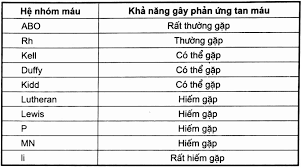 Hệ nhóm máu Khả năng gây phản ứng tan máu
ABO Rất thường gặp
Rh Thường gặp
Kell Có thể gặp
Duffy Có thể gặp
Kidd Có thể gặp
Lutheran Hiếm gặp
Lewis Hiếm gặp
P Hiếm gặp
MN Hiếm gặp
Ii Rất hiếm gặp